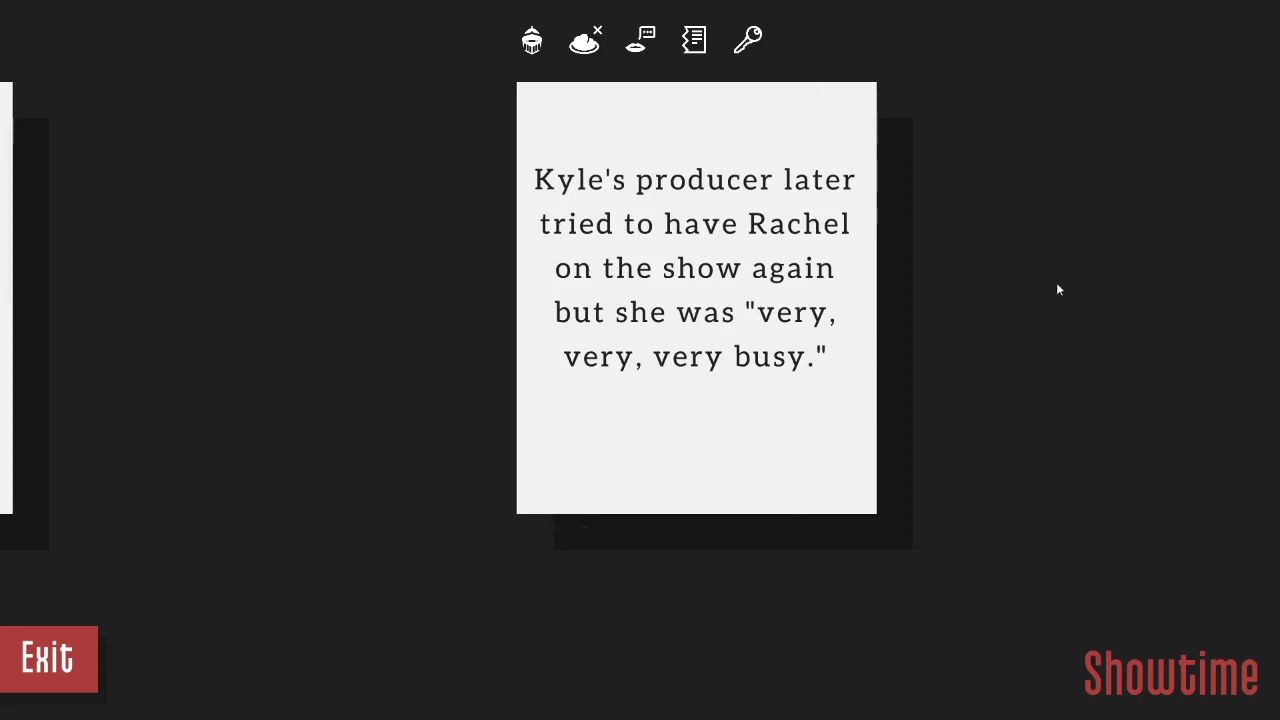 Kyle's producer later
tried to have Rachel
on the show again
but she was "very,
very, very busy."
Exit
Showtime